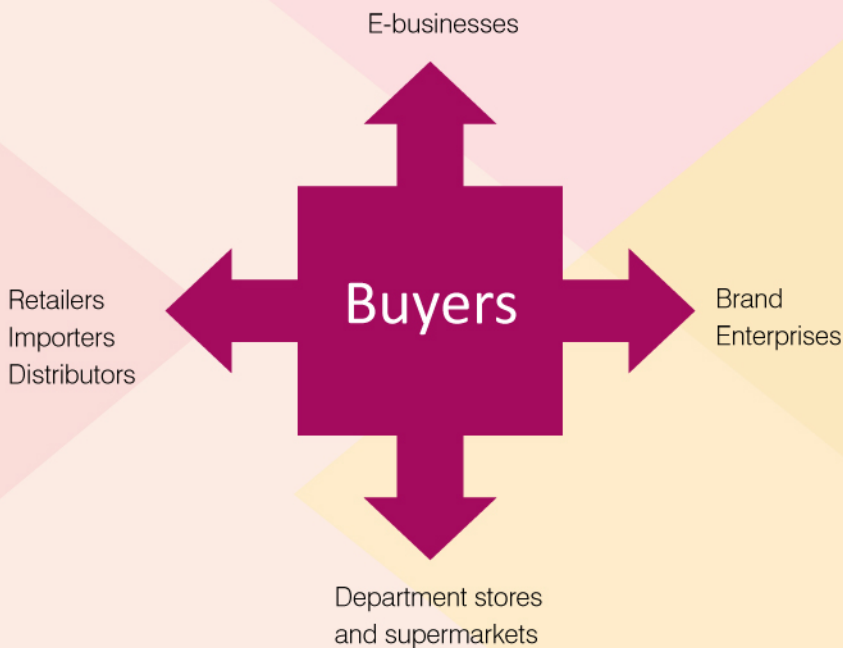 E-businesses
Retailers
Importers
Distributors
Buyers
Brand
Enterprises
Department stores
and supermarkets